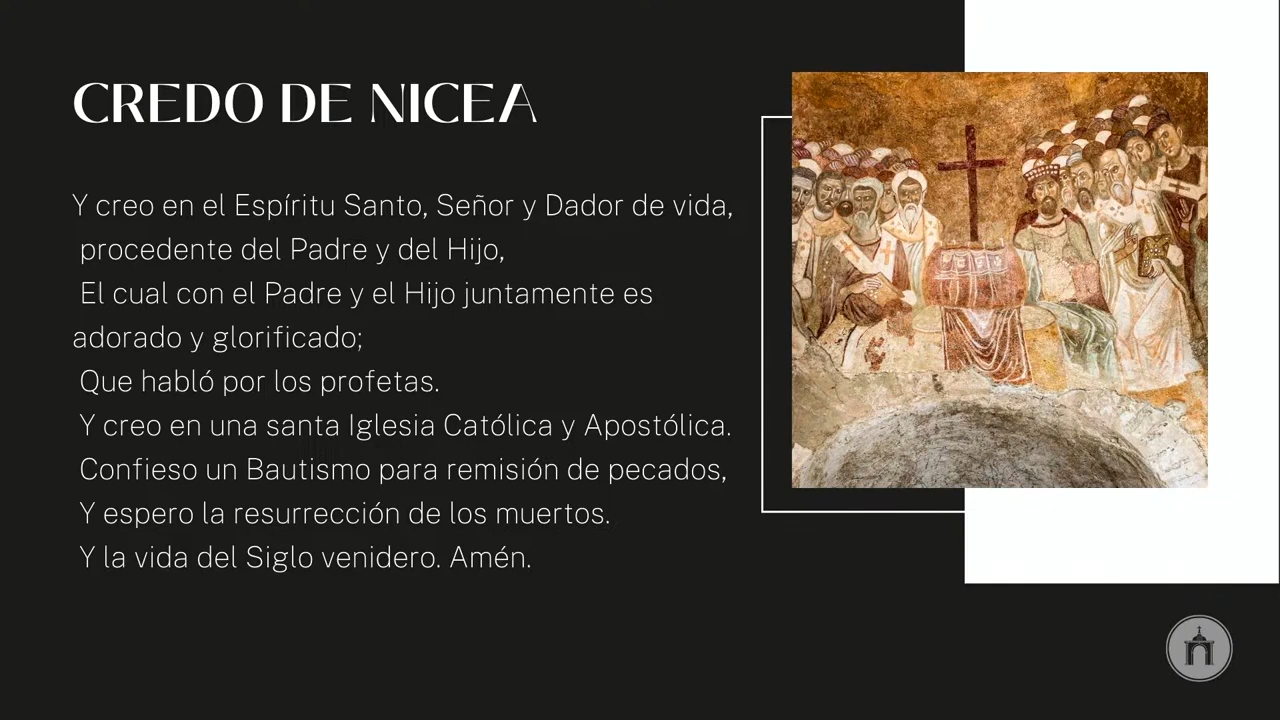 CREDO DE NICEA
Y creo en el Espíritu Santo, Señor y Dador de vida,
procedente del Padre y del Hijo,
El cual con el Padre y el Hijo juntamente es
adorado y glorificado;
Que habló por los profetas.
Y creo en una santa Iglesia Católica y Apostólica.
Confieso un Bautismo para remisión de pecados,
Y espero la resurrección de los muertos.
Y la vida del Siglo venidero. Amén.